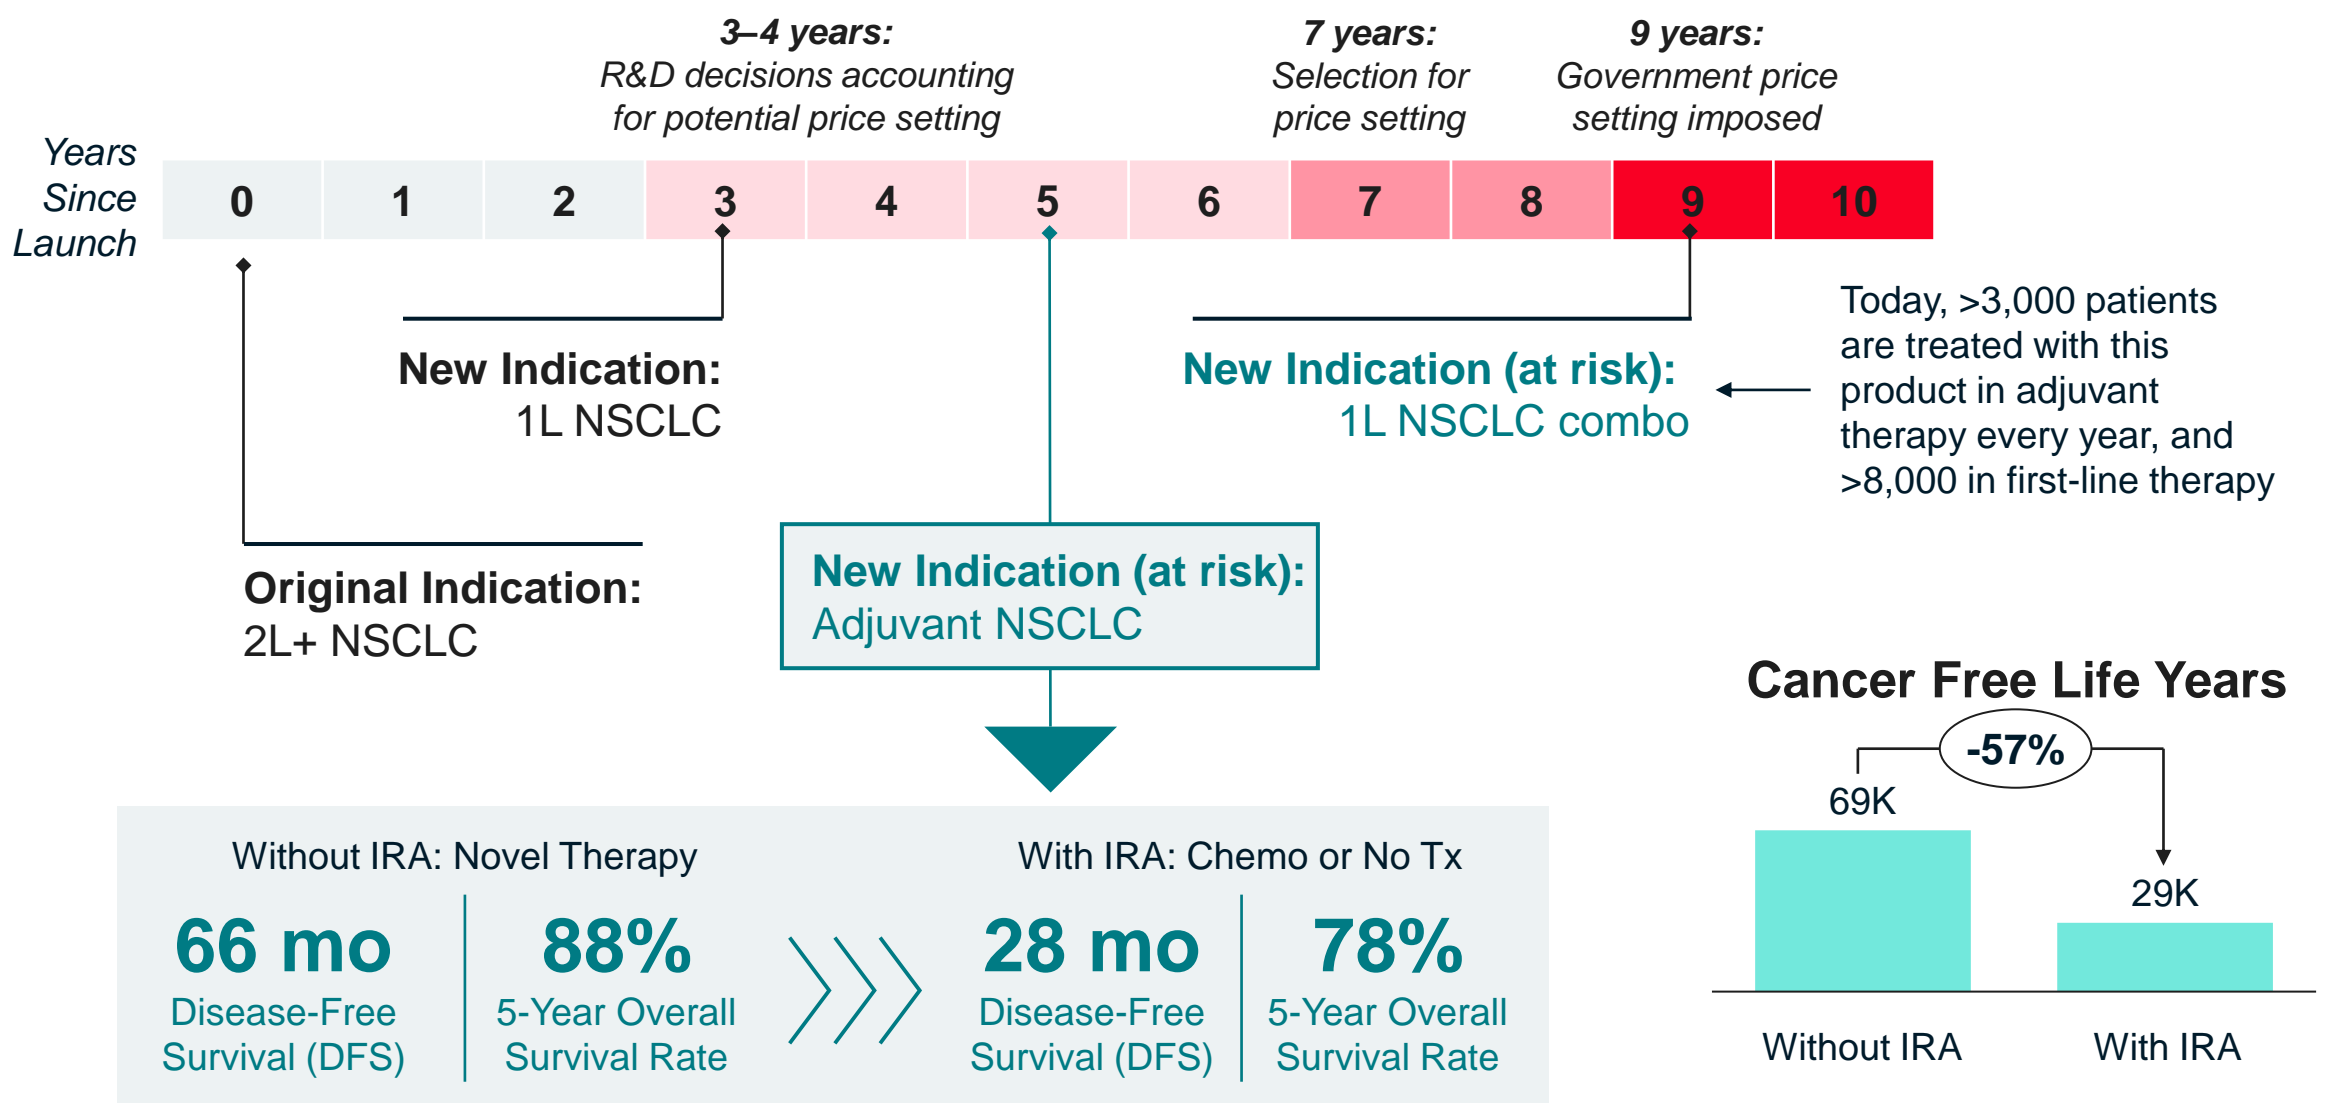 3–4 years:
R&D decisions accounting
for potential price setting
7 years:
Selection for
price setting
9 years:
Government price
setting imposed
Years
Since
Launch
0 1 2 3 4 5 6 7 8 9 10
New Indication:
1L NSCLC
New Indication (at risk):
1L NSCLC combo
Today, >3,000 patients
are treated with this
product in adjuvant
therapy every year, and
>8,000 in first-line therapy
Original Indication:
2L+ NSCLC
New Indication (at risk):
Adjuvant NSCLC
Without IRA: Novel Therapy
66 mo
Disease-Free
Survival (DFS)
88%
5-Year Overall
Survival Rate
With IRA: Chemo or No Tx
28 mo
Disease-Free
Survival (DFS)
78%
5-Year Overall
Survival Rate
Cancer Free Life Years
-57%
69K
29K
Without IRA
With IRA